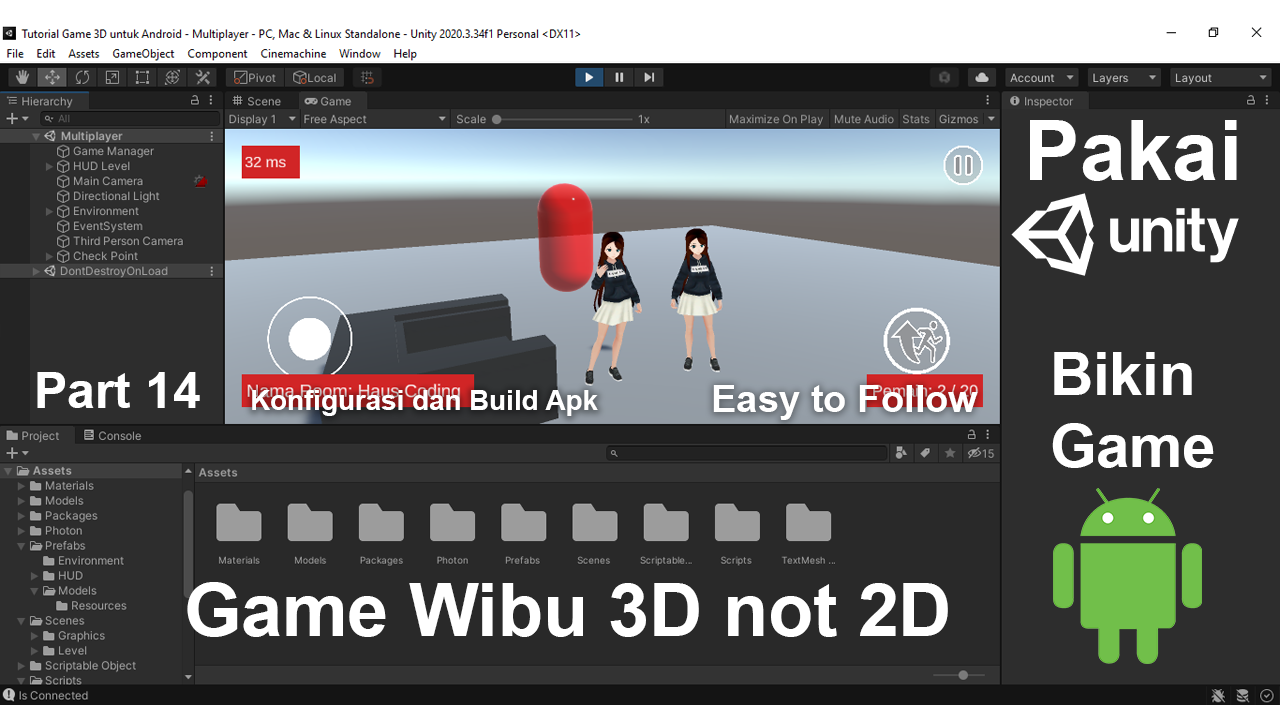 Tutorial Game 3D untuk Android - Multiplayer - PC, Mac & Linux Standalone - Unity 2020.3.34f1 Personal <DX11>
File Edit Assets GameObject Component Cinemachine Window Help
Pivot Local Account Layers Layout
Hierarchy
All
Multiplayer
Game Manager
HUD Level
Main Camera
Directional Light
Environment
EventSystem
Third Person Camera
Check Point
DontDestroyOnLoad
Part 14
Scene Game
Display 1 Free Aspect Scale 1x Maximize On Play Mute Audio Stats Gizmos
32 ms
Nama Room: Haus Coding
Konfigurasi dan Build Apk
Pemain: 2 / 20
Easy to Follow
Inspector
Pakai
unity
Bikin
Game
Project Console
15
Assets
Materials
Models
Packages
Photon
Prefabs
Environment
HUD
Models
Resources
Scenes
Graphics
Level
Scriptable Object
Scripts
Assets
Materials Models Packages Photon Prefabs Scenes Scriptable... Scripts TextMesh ...
Game Wibu 3D not 2D
Is Connected